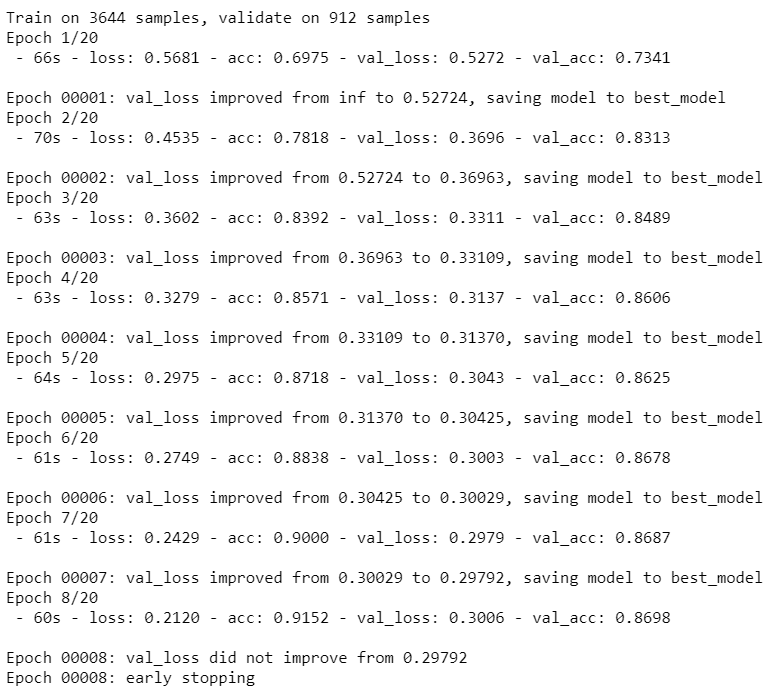 Train on 3644 samples, validate on 912 samples
Epoch 1/20
 - 66s - loss: 0.5681 - acc: 0.6975 - val_loss: 0.5272 - val_acc: 0.7341

Epoch 00001: val_loss improved from inf to 0.52724, saving model to best_model
Epoch 2/20
 - 70s - loss: 0.4535 - acc: 0.7818 - val_loss: 0.3696 - val_acc: 0.8313

Epoch 00002: val_loss improved from 0.52724 to 0.36963, saving model to best_model
Epoch 3/20
 - 63s - loss: 0.3602 - acc: 0.8392 - val_loss: 0.3311 - val_acc: 0.8489

Epoch 00003: val_loss improved from 0.36963 to 0.33109, saving model to best_model
Epoch 4/20
 - 63s - loss: 0.3279 - acc: 0.8571 - val_loss: 0.3137 - val_acc: 0.8606

Epoch 00004: val_loss improved from 0.33109 to 0.31370, saving model to best_model
Epoch 5/20
 - 64s - loss: 0.2975 - acc: 0.8718 - val_loss: 0.3043 - val_acc: 0.8625

Epoch 00005: val_loss improved from 0.31370 to 0.30425, saving model to best_model
Epoch 6/20
 - 61s - loss: 0.2749 - acc: 0.8838 - val_loss: 0.3003 - val_acc: 0.8678

Epoch 00006: val_loss improved from 0.30425 to 0.30029, saving model to best_model
Epoch 7/20
 - 61s - loss: 0.2429 - acc: 0.9000 - val_loss: 0.2979 - val_acc: 0.8687

Epoch 00007: val_loss improved from 0.30029 to 0.29792, saving model to best_model
Epoch 8/20
 - 60s - loss: 0.2120 - acc: 0.9152 - val_loss: 0.3006 - val_acc: 0.8698

Epoch 00008: val_loss did not improve from 0.29792
Epoch 00008: early stopping